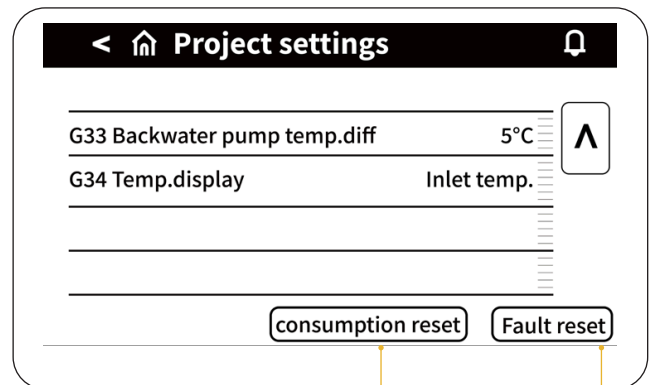 < Project settings
G33 Backwater pump temp.diff 5°C
G34 Temp.display Inlet temp.
consumption reset Fault reset